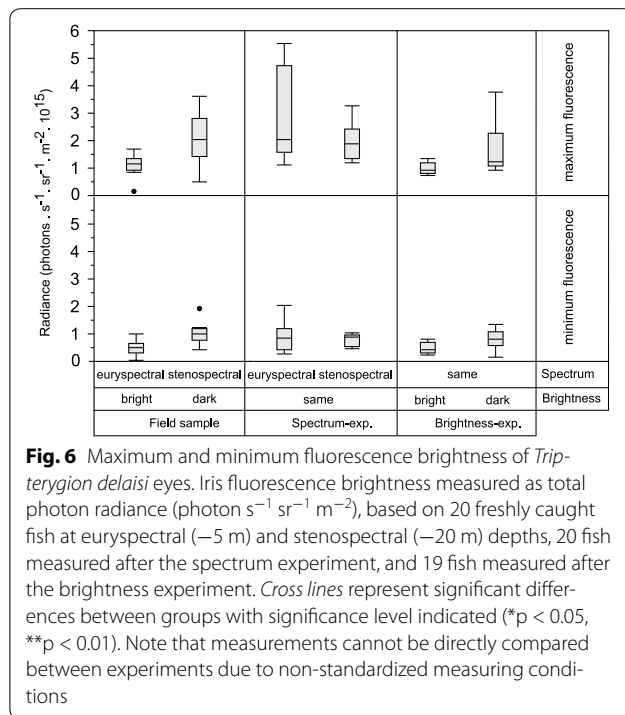 6
5
4
3
2
1
0
maximum fluorescence
Radiance (photons . s⁻¹. sr⁻¹. m⁻². 10¹⁵)
5
4
3
2
1
0
minimum fluorescence
euryspectral stenospectral euryspectral stenospectral same Spectrum
bright dark same bright dark Brightness
Field sample Spectrum-exp. Brightness-exp.
Fig. 6 Maximum and minimum fluorescence brightness of Trip-
terygion delaisi eyes. Iris fluorescence brightness measured as total
photon radiance (photon s⁻¹ sr⁻¹ m⁻²), based on 20 freshly caught
fish at euryspectral (−5 m) and stenospectral (−20 m) depths, 20 fish
measured after the spectrum experiment, and 19 fish measured after
the brightness experiment. Cross lines represent significant differ-
ences between groups with significance level indicated (*p < 0.05,
**p < 0.01). Note that measurements cannot be directly compared
between experiments due to non-standardized measuring condi-
tions